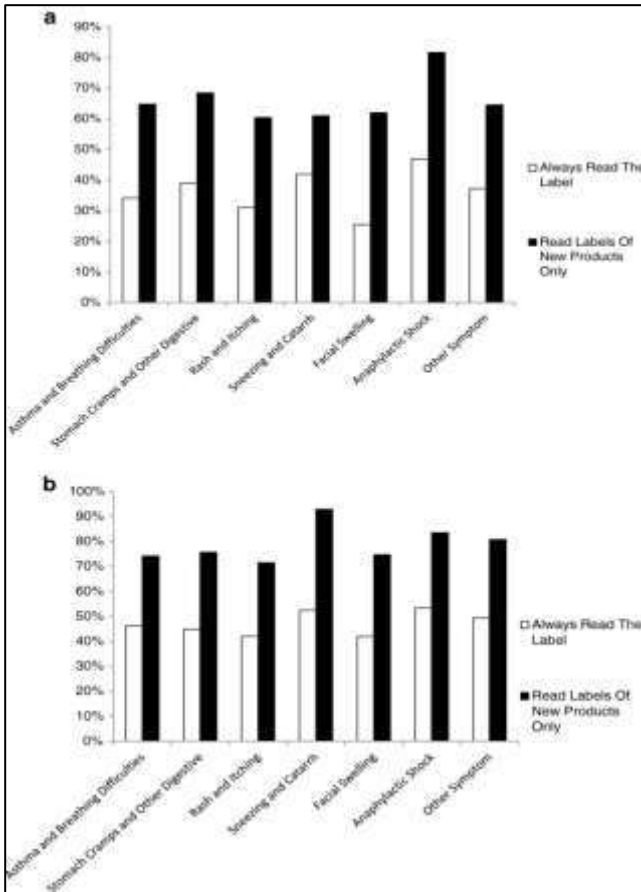 a
90%
80%
70%
60%
50%
40%
30%
20%
10%
0%
Asthma and Breathing Difficulties
Stomach Cramps and Other Digestive
Rash and Itching
Sneezing and Catarrh
Facial Swelling
Anaphylactic Shock
Other Symptom
Always Read The
Label
Read Labels Of
New Products
Only
b
100%
90%
80%
70%
60%
50%
40%
30%
20%
10%
0%
Asthma and Breathing Difficulties
Stomach Cramps and Other Digestive
Rash and Itching
Sneezing and Catarrh
Facial Swelling
Anaphylactic Shock
Other Symptom
Always Read The
Label
Read Labels Of
New Products
Only